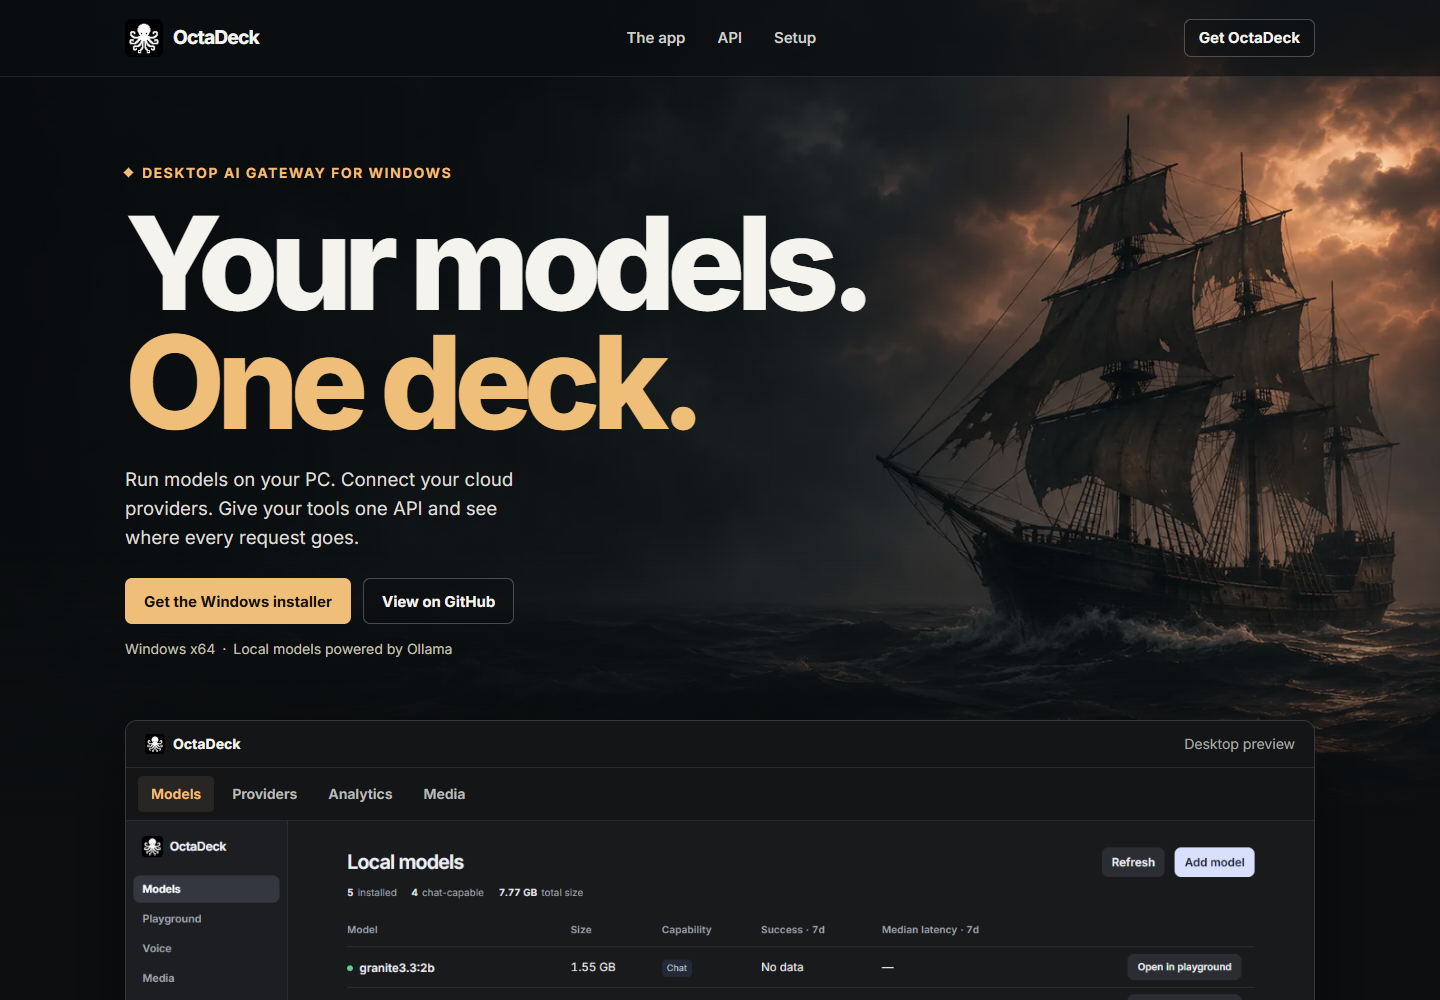 OctaDeck
The app
API
Setup
Get OctaDeck
DESKTOP AI GATEWAY FOR WINDOWS
Your models.
One deck.
Run models on your PC. Connect your cloud
providers. Give your tools one API and see
where every request goes.
Get the Windows installer
View on GitHub
Windows x64 · Local models powered by Ollama
OctaDeck
Desktop preview
Models
Providers
Analytics
Media
OctaDeck
Models
Playground
Voice
Media
Local models
Refresh
Add model
5 installed 4 chat-capable 7.77 GB total size
Model Size Capability Success · 7d Median latency · 7d
granite3.3:2b 1.55 GB Chat No data — Open in playground